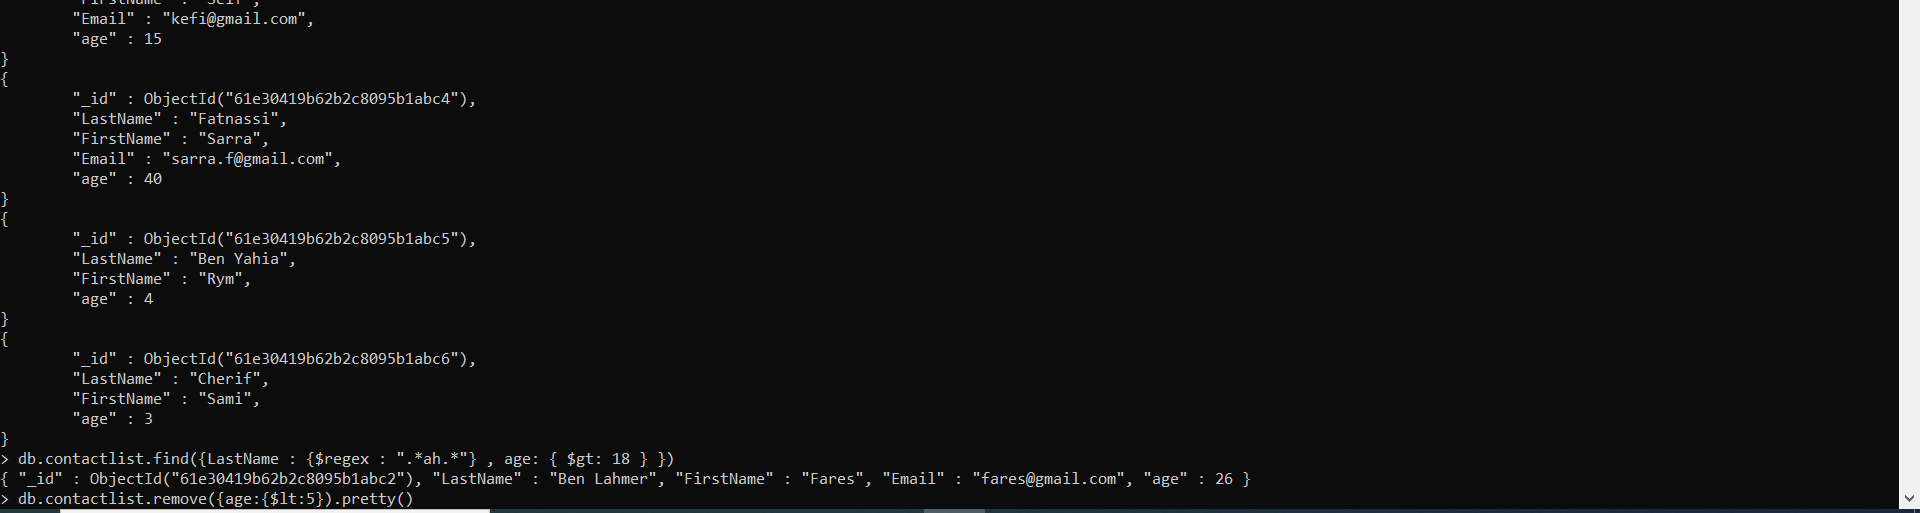 "Email" : "kefi@gmail.com",
"age" : 15
}
{
"_id" : ObjectId("61e30419b62b2c8095b1abc4"),
"LastName" : "Fatnassi",
"FirstName" : "Sarra",
"Email" : "sarra.f@gmail.com",
"age" : 40
}
{
"_id" : ObjectId("61e30419b62b2c8095b1abc5"),
"LastName" : "Ben Yahia",
"FirstName" : "Rym",
"age" : 4
}
{
"_id" : ObjectId("61e30419b62b2c8095b1abc6"),
"LastName" : "Cherif",
"FirstName" : "Sami",
"age" : 3
}
> db.contactlist.find({LastName : {$regex : ".*ah.*"} , age: { $gt: 18 } })
{ "_id" : ObjectId("61e30419b62b2c8095b1abc2"), "LastName" : "Ben Lahmer", "FirstName" : "Fares", "Email" : "fares@gmail.com", "age" : 26 }
> db.contactlist.remove({age:{$lt:5}).pretty()